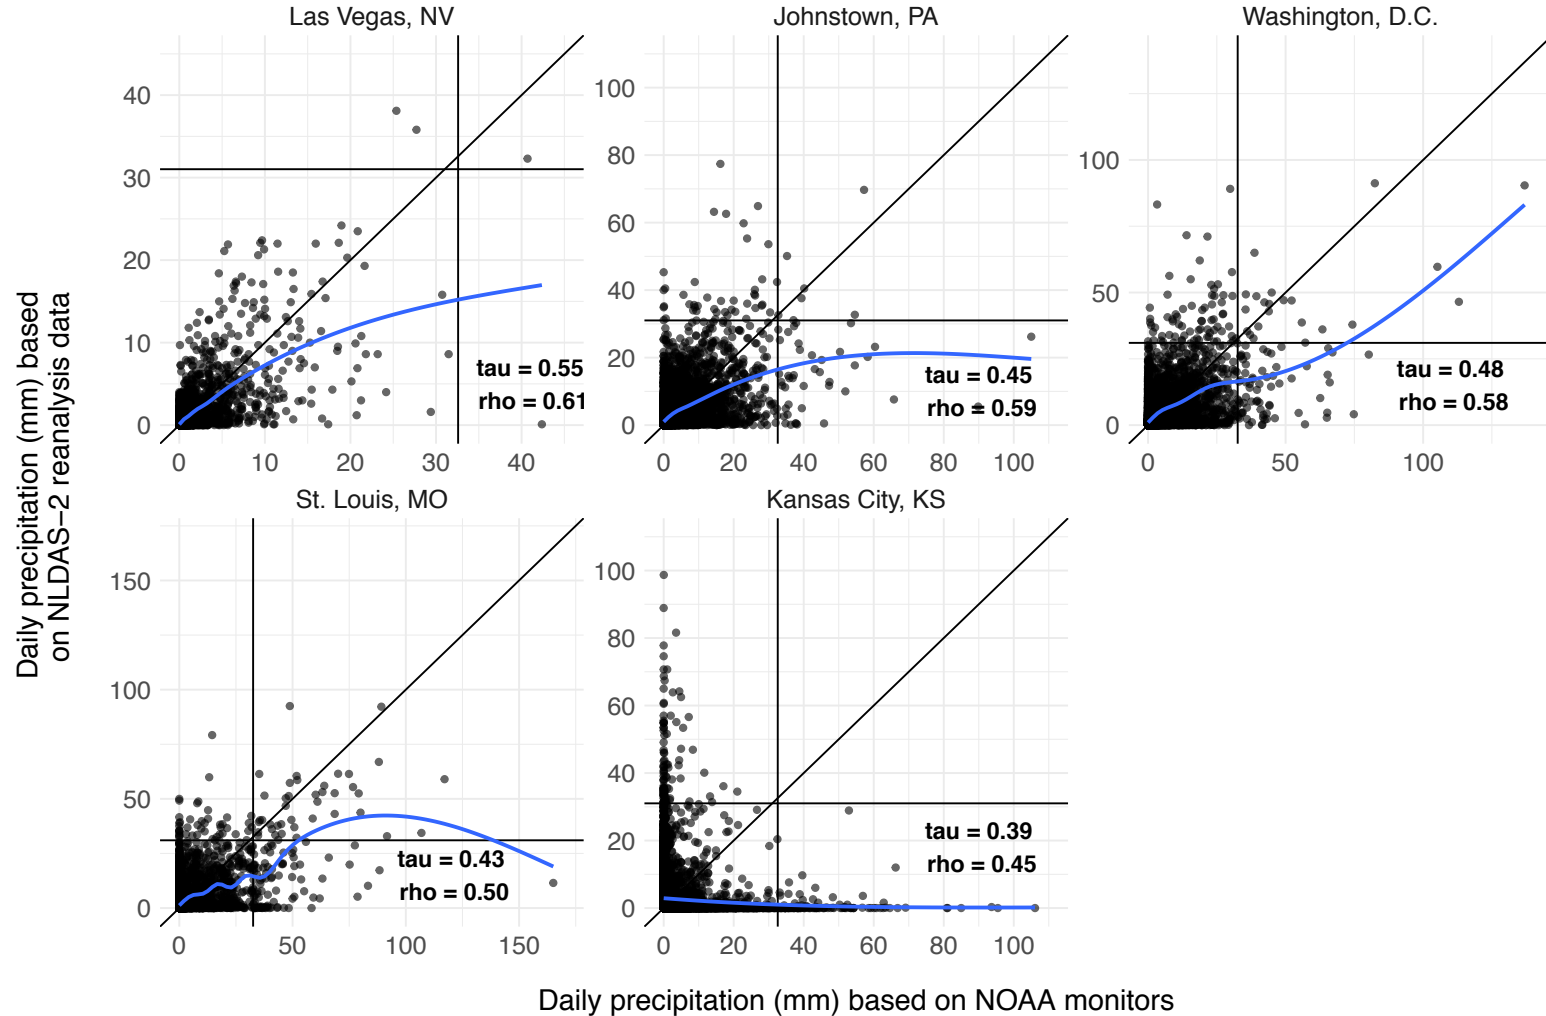 Las Vegas, NV
Johnstown, PA
Washington, D.C.
Daily precipitation (mm) based
on NLDAS−2 reanalysis data
40
30
20
10
0
tau = 0.55
rho = 0.61
0 10 20 30 40
100
80
60
40
20
0
tau = 0.45
rho = 0.59
0 20 40 60 80 100
100
50
0
tau = 0.48
rho = 0.58
0 50 100
St. Louis, MO
Kansas City, KS
150
100
50
0
tau = 0.43
rho = 0.50
0 50 100 150
100
80
60
40
20
0
tau = 0.39
rho = 0.45
0 20 40 60 80 100
Daily precipitation (mm) based on NOAA monitors